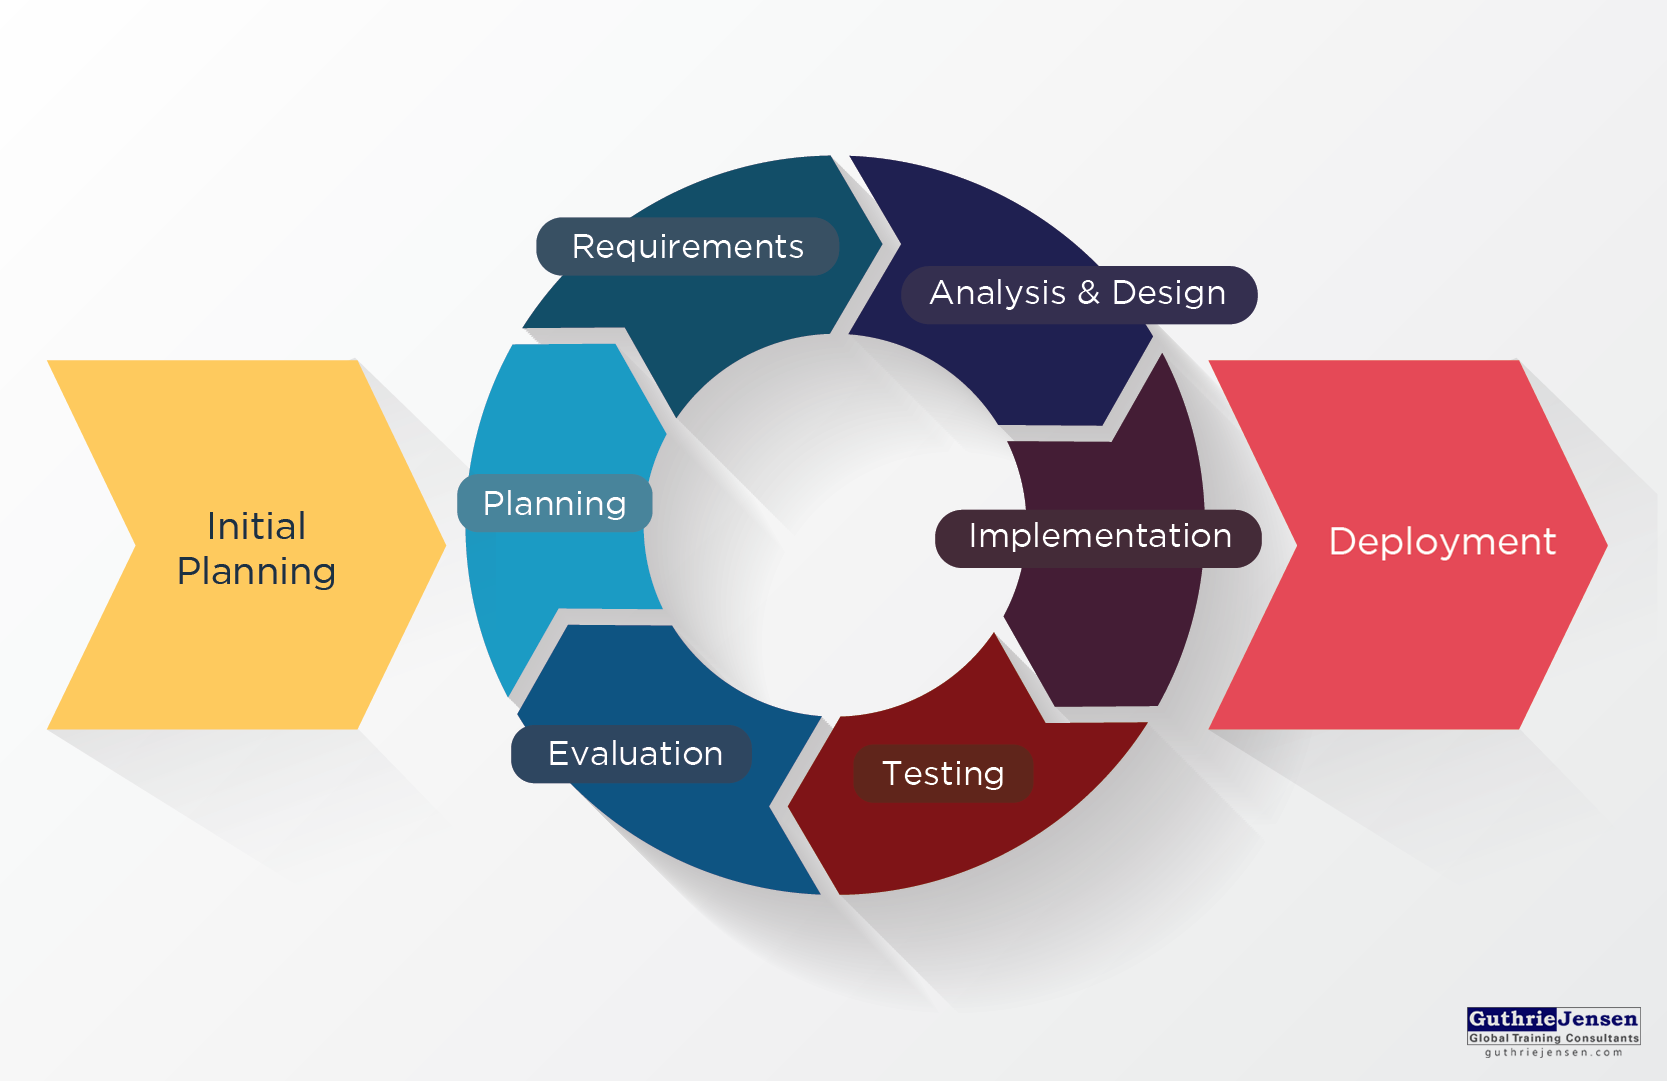 Requirements
Analysis & Design
Initial
Planning
Planning
Implementation
Deployment
Evaluation
Testing
GuthrieJensen
Global Training Consultants
guthriejensen.com